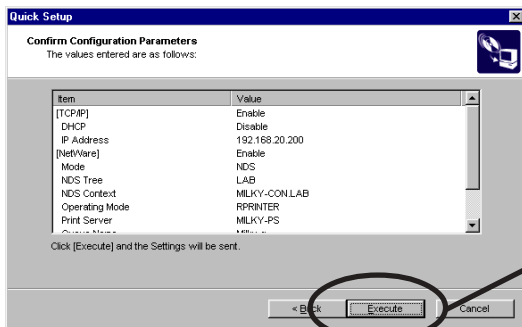 Quick Setup
Confirm Configuration Parameters
The values entered are as follows:
Item Value
[TCP/IP] Enable
DHCP Disable
IP Address 192.168.20.200
[NetWare] Enable
Mode NDS
NDS Tree LAB
NDS Context MILKY-CON.LAB
Operating Mode RPRINTER
Print Server MILKY-PS
Click [Execute] and the Settings will be sent.
< Back Execute Cancel